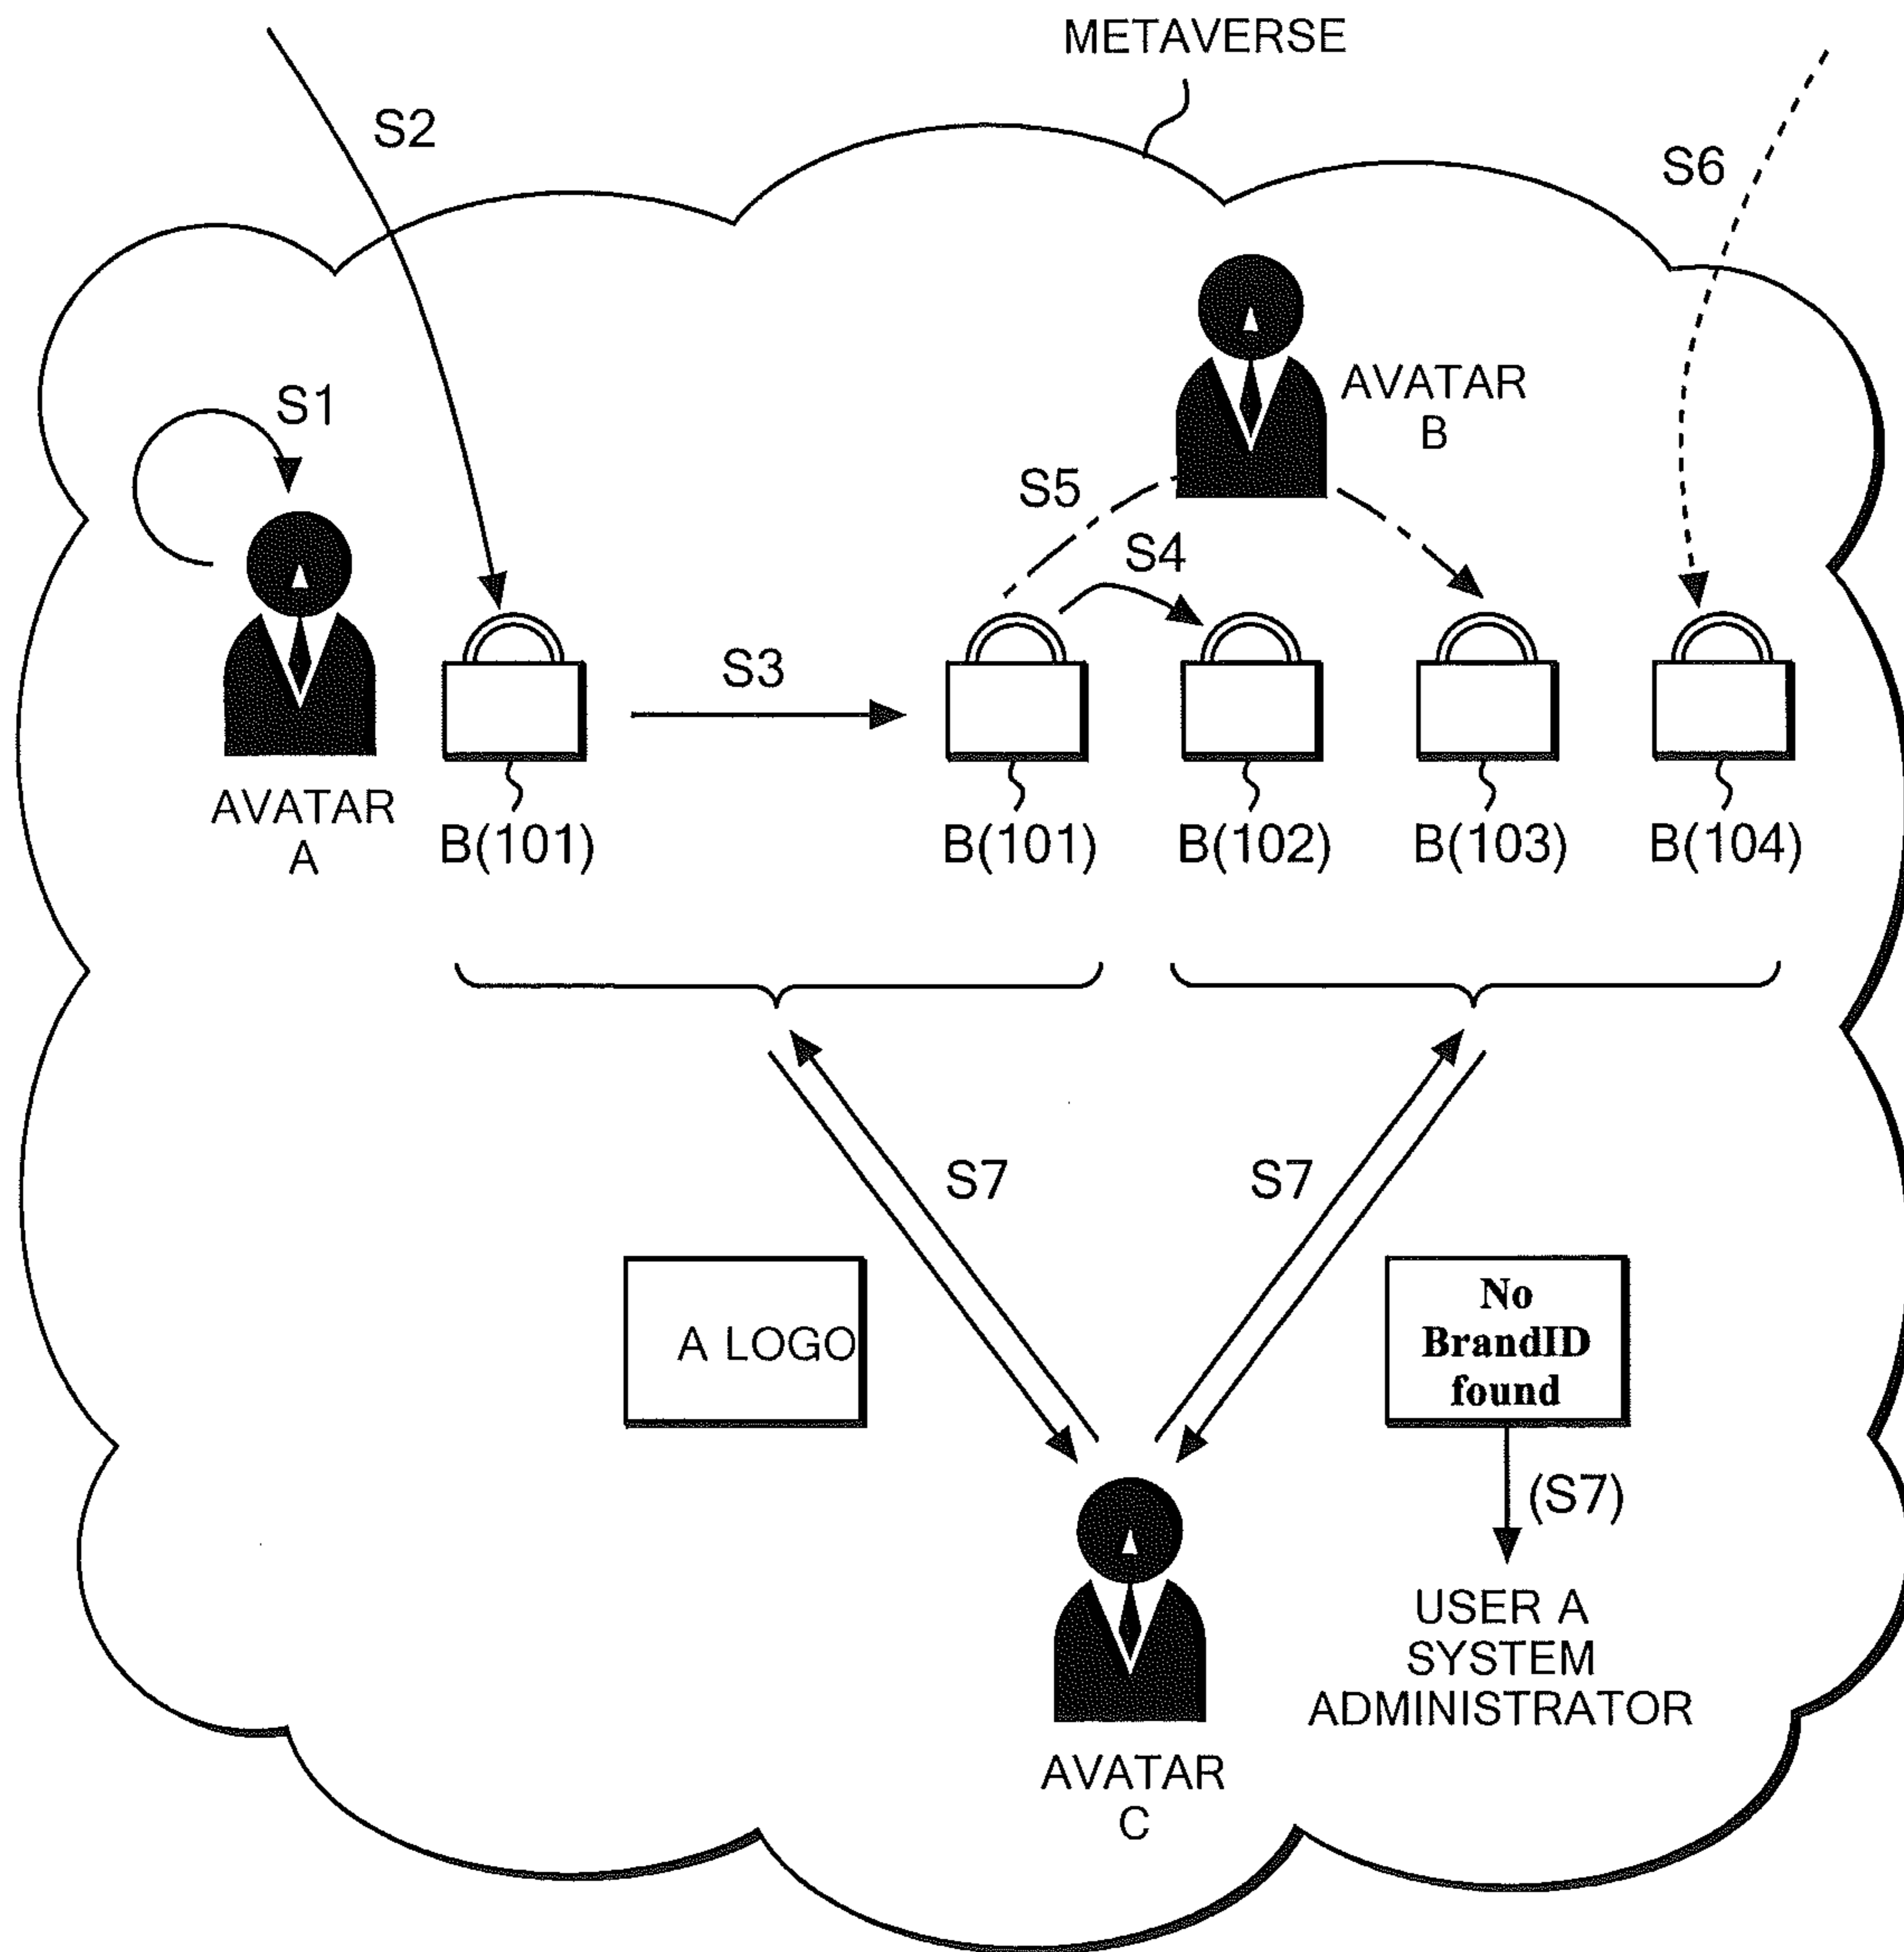 METAVERSE
S2
S6
S1
AVATAR
B
S5
S4
S3
AVATAR
A
B(101)
B(101)
B(102)
B(103)
B(104)
S7
S7
A LOGO
No
BrandID
found
(S7)
USER A
SYSTEM
ADMINISTRATOR
AVATAR
C